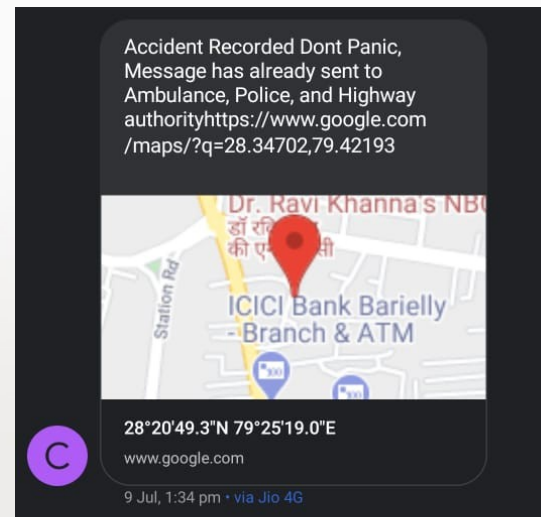 Accident Recorded Dont Panic,
Message has already sent to
Ambulance, Police, and Highway
authorityhttps://www.google.com
/maps/?q=28.34702,79.42193
Dr. Ravi Khanna's NB
डॉ
की
Station Rd
ICICI Bank Barielly
- Branch & ATM
28°20'49.3"N 79°25'19.0"E
www.google.com
C
9 Jul, 1:34 pm • via Jio 4G